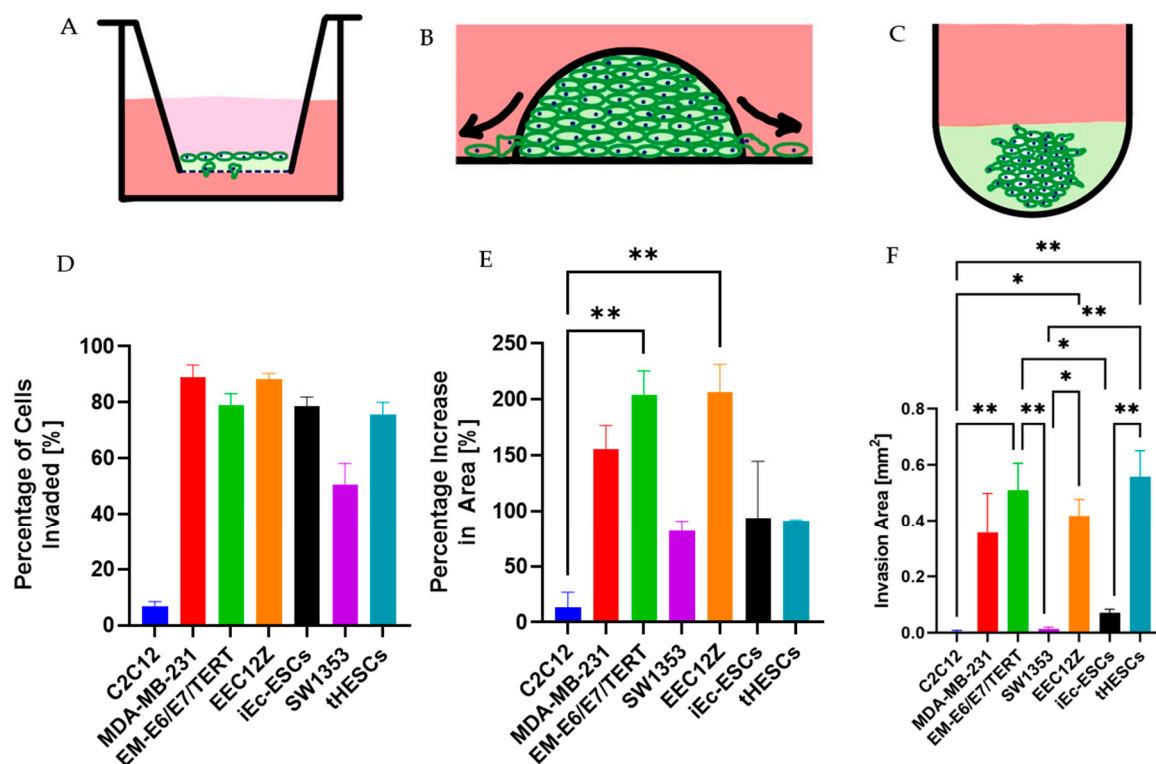 A
B
C
D
Percentage of Cells
Invaded [%]
100
80
60
40
20
0
C2C12
MDA-MB-231
EM-E6/E7/TERT
EEC12Z
iEc-ESCs
SW1353
tHESCs
E
**
**
Percentage Increase
in Area [%]
250
200
150
100
50
0
C2C12
MDA-MB-231
EM-E6/E7/TERT
SW1353
EEC12Z
iEc-ESCs
tHESCs
F
**
*
**
*
*
**
**
**
Invasion Area [mm2]
0.8
0.6
0.4
0.2
0.0
C2C12
MDA-MB-231
EM-E6/E7/TERT
SW1353
EEC12Z
iEc-ESCs
tHESCs